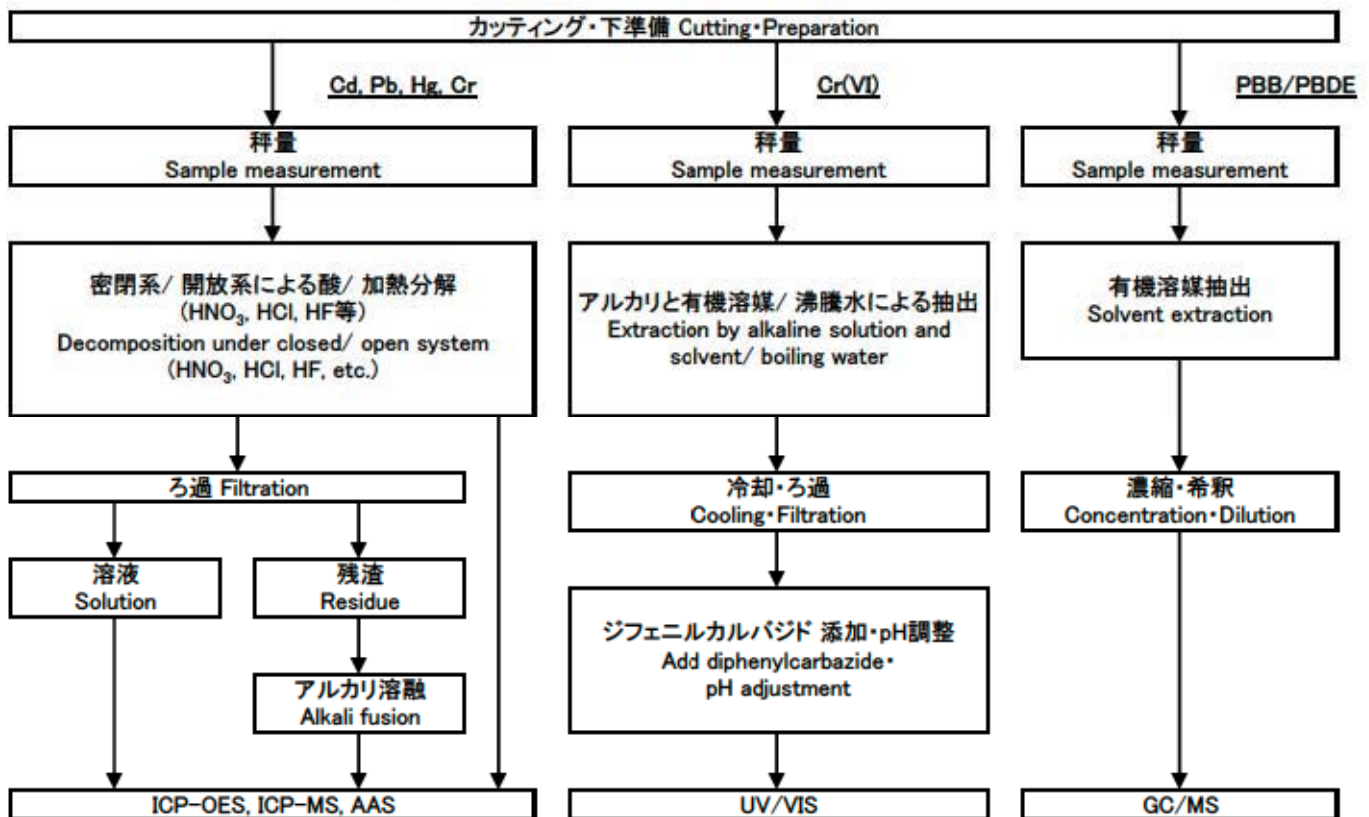 カッティング・下準備 Cutting・Preparation
Cd, Pb, Hg, Cr
秤量
Sample measurement
密閉系/ 開放系による酸/ 加熱分解
(HNO₃, HCl, HF等)
Decomposition under closed/ open system
(HNO₃, HCl, HF, etc.)
ろ過 Filtration
溶液
Solution
残渣
Residue
アルカリ溶融
Alkali fusion
ICP-OES, ICP-MS, AAS
Cr(VI)
秤量
Sample measurement
アルカリと有機溶媒/ 沸騰水による抽出
Extraction by alkaline solution and
solvent/ boiling water
冷却・ろ過
Cooling・Filtration
ジフェニルカルバジド 添加・pH調整
Add diphenylcarbazide・
pH adjustment
UV/VIS
PBB/PBDE
秤量
Sample measurement
有機溶媒抽出
Solvent extraction
濃縮・希釈
Concentration・Dilution
GC/MS